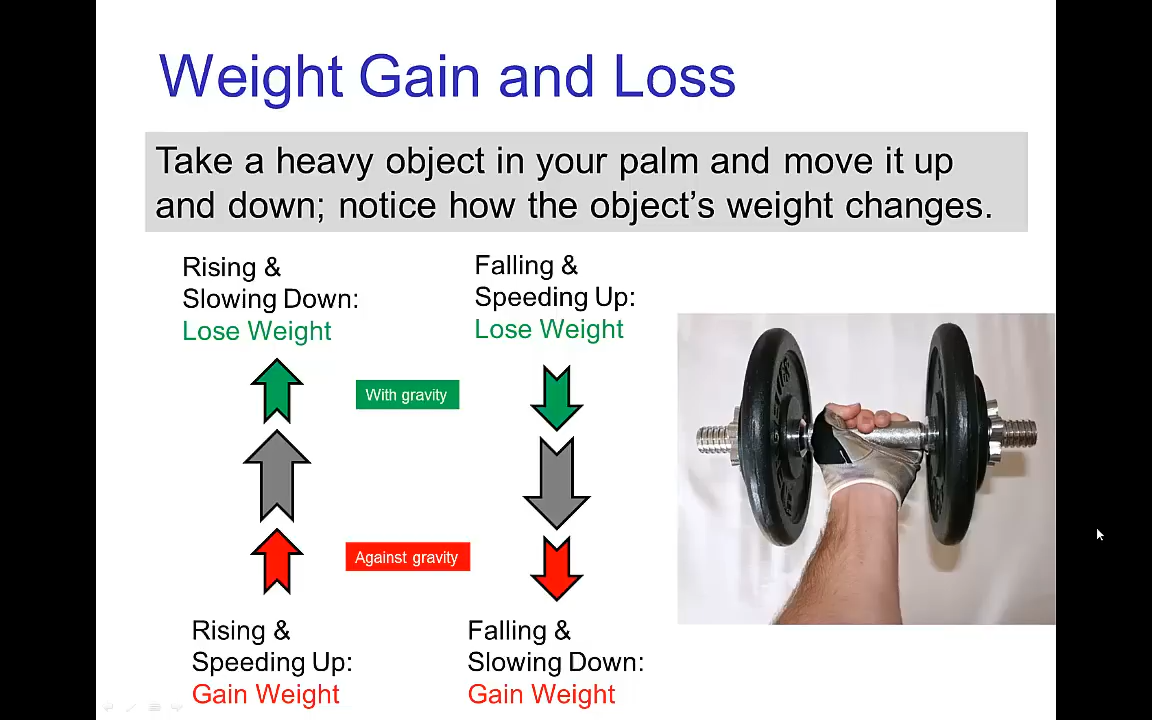 Weight Gain and Loss
Take a heavy object in your palm and move it up
and down; notice how the object’s weight changes.
Rising &
Slowing Down:
Lose Weight
Falling &
Speeding Up:
Lose Weight
With gravity
Against gravity
Rising &
Speeding Up:
Gain Weight
Falling &
Slowing Down:
Gain Weight